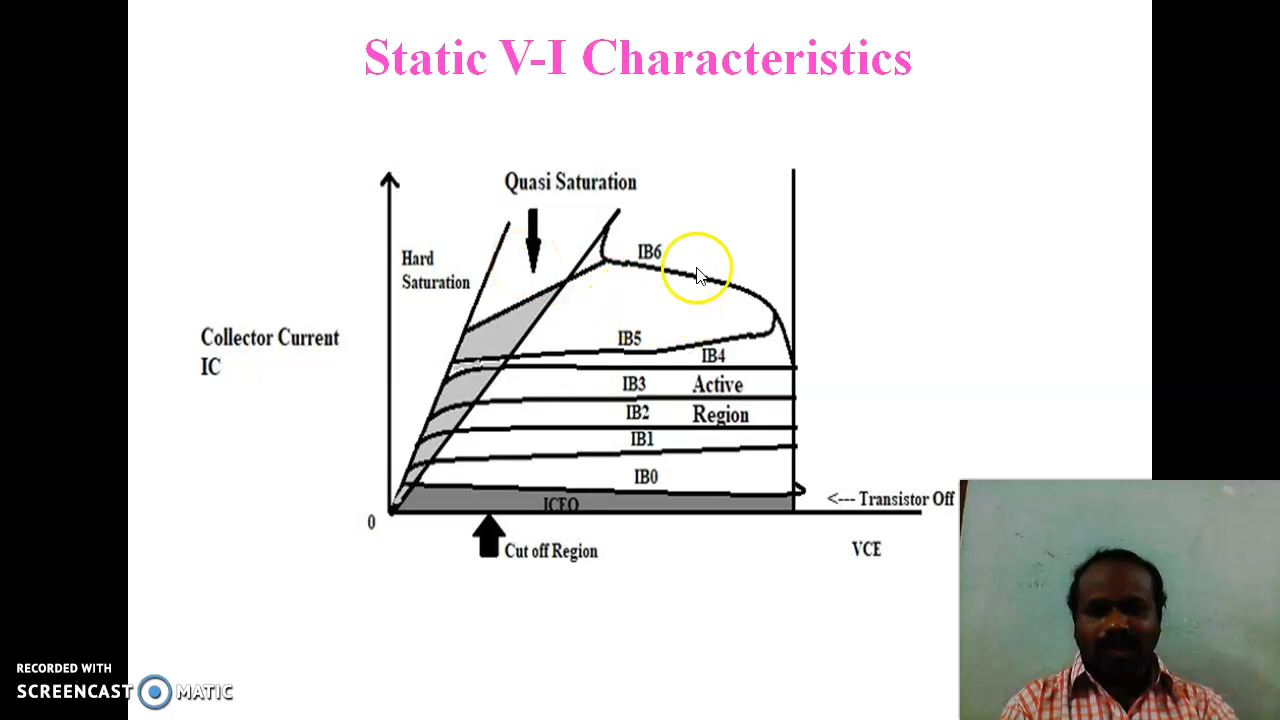 Static V-I Characteristics
Quasi Saturation
Hard
Saturation
IB6
Collector Current
IC
IB5
IB4
IB3
Active
IB2
Region
IB1
IB0
ICEO
<--- Transistor Off
0
Cut off Region
VCE
RECORDED WITH
SCREENCAST MATIC